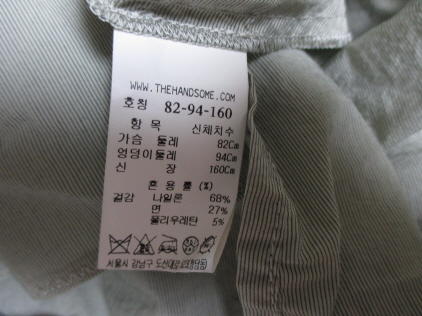 WWW.THEHANDSOME.COM
호칭 82-94-160
항 목 신체치수
가슴 둘레 82Cm
엉덩이둘레 94Cm
신 장 160Cm
혼 용 률 (%)
겉감 나일론 68%
면 27%
폴리우레탄 5%
서울시 강남구